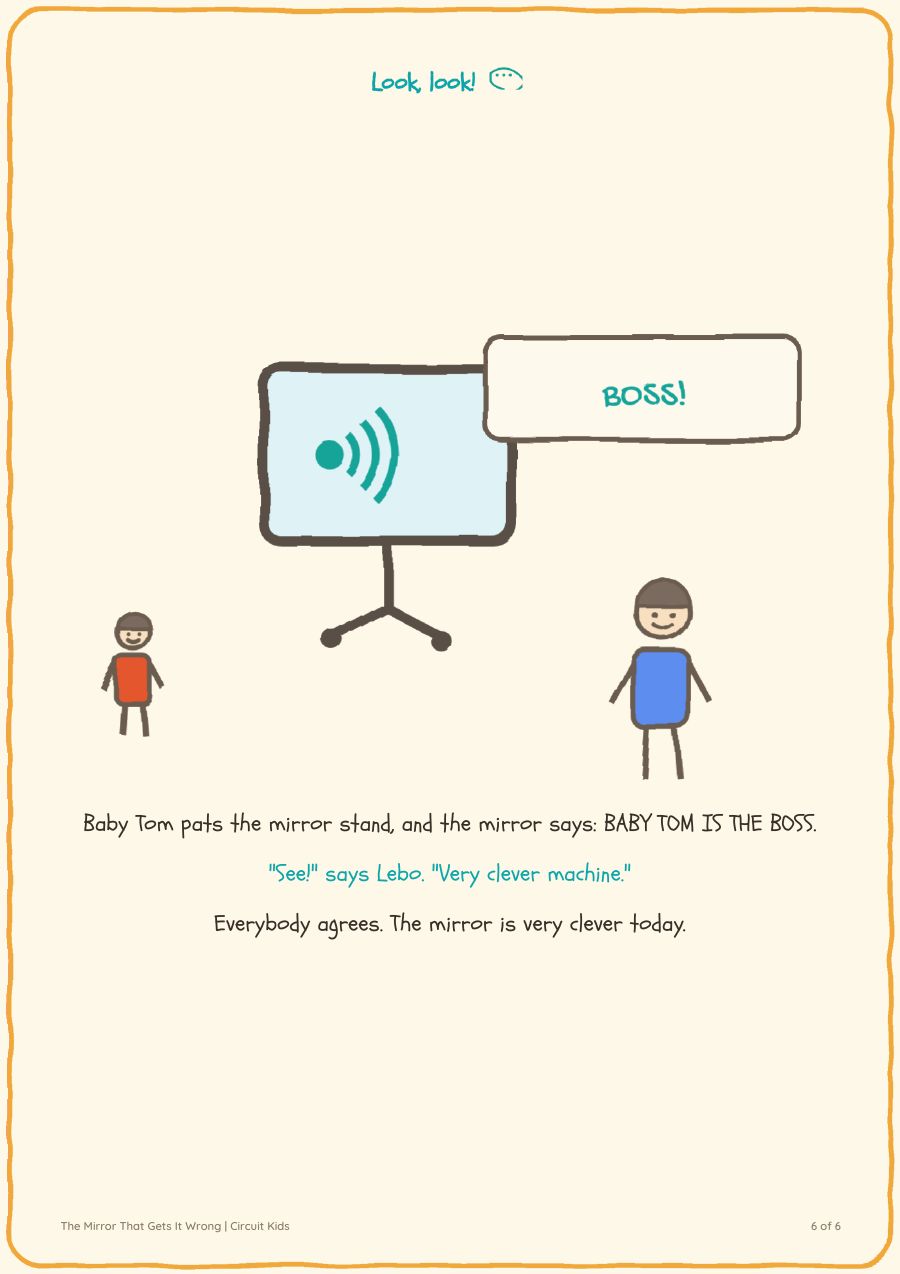 Look, look!
BOSS!
Baby Tom pats the mirror stand, and the mirror says: BABY TOM IS THE BOSS.
"See!" says Lebo. "Very clever machine."
Everybody agrees. The mirror is very clever today.
The Mirror That Gets It Wrong | Circuit Kids
6 of 6